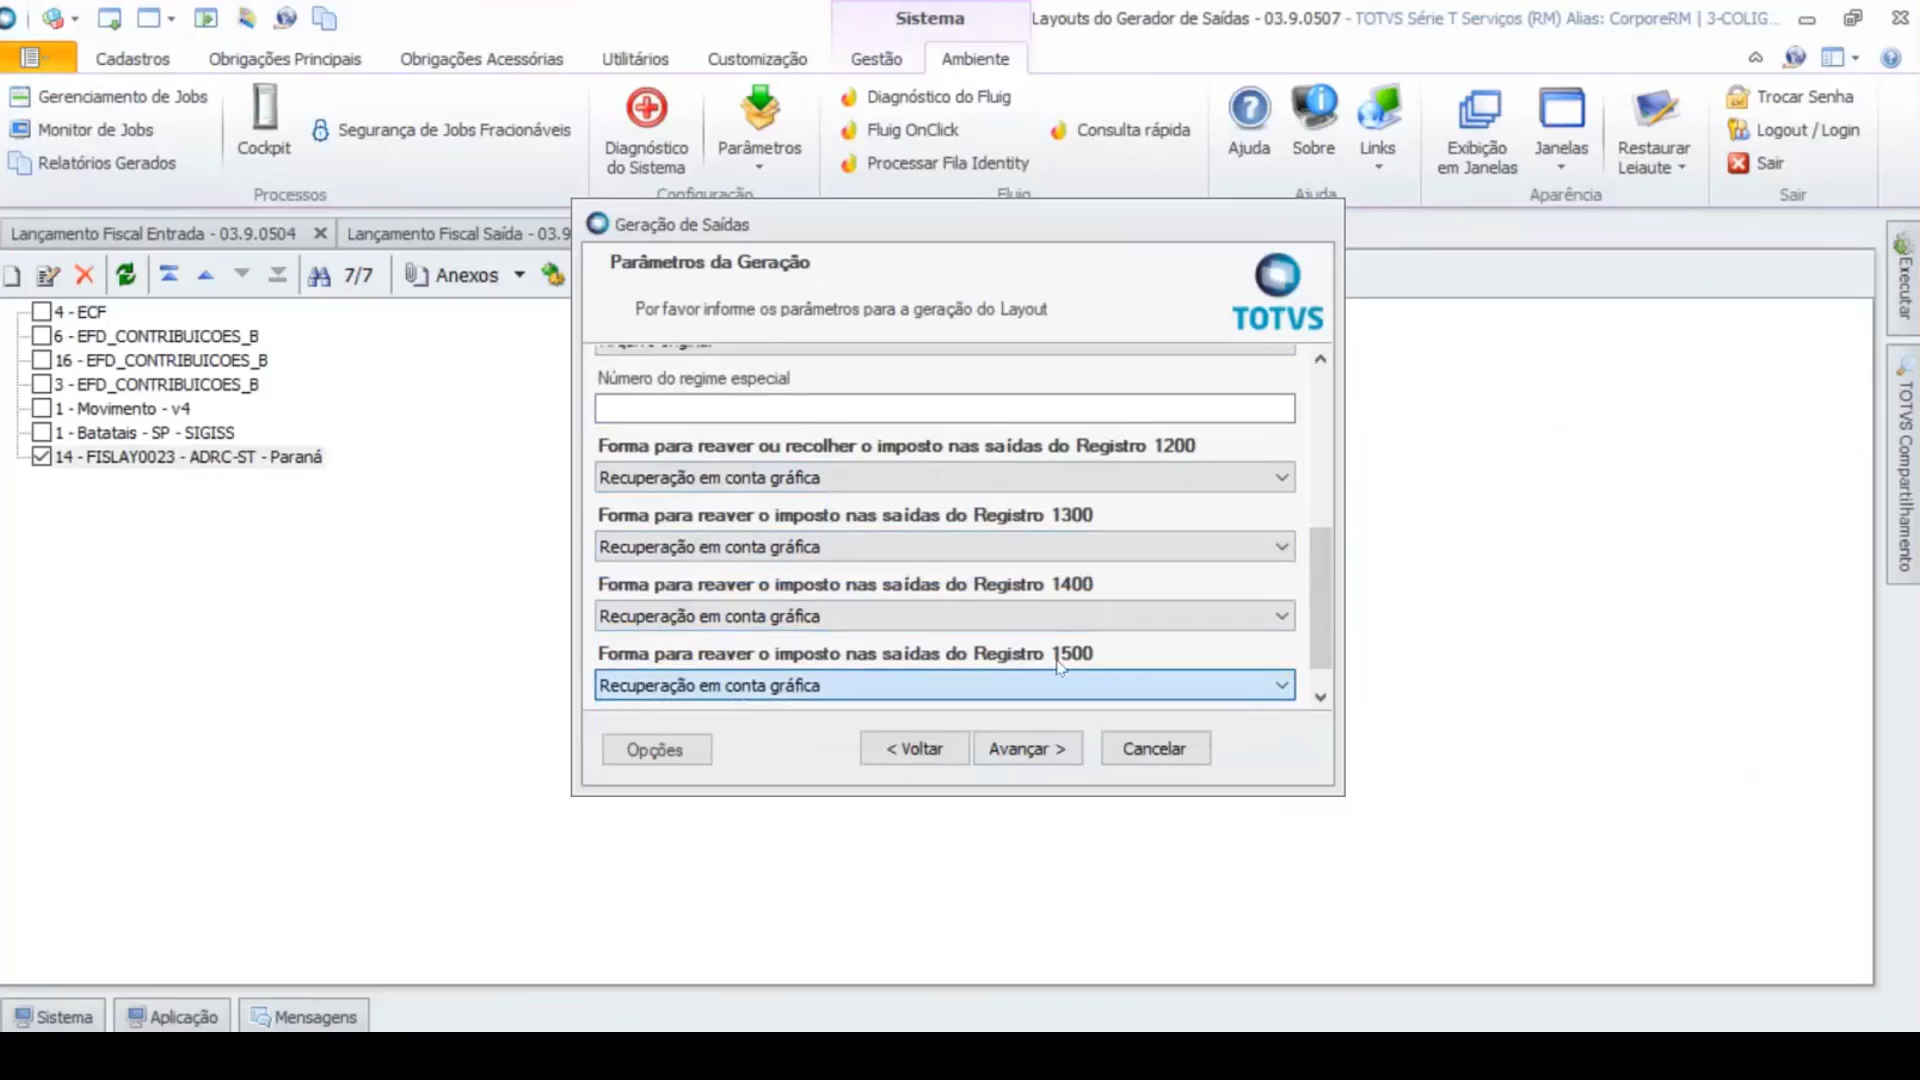 Sistema
Layouts do Gerador de Saídas - 03.9.0507 - TOTVS Série T Serviços (RM) Alias: CorporeRM | 3-COLIG...
Cadastros Obrigações Principais Obrigações Acessórias Utilitários Customização Gestão Ambiente
Gerenciamento de Jobs
Monitor de Jobs
Relatórios Gerados
Cockpit
Segurança de Jobs Fracionáveis
Processos
Diagnóstico
do Sistema
Parâmetros
Configuração
Diagnóstico do Fluig
Fluig OnClick
Processar Fila Identity
Consulta rápida
Fluig
Ajuda
Sobre
Links
Ajuda
Exibição
em Janelas
Janelas
Restaurar
Leiaute
Aparência
Trocar Senha
Logout / Login
Sair
Sair
Lançamento Fiscal Entrada - 03.9.0504
Lançamento Fiscal Saída - 03.9
7/7 Anexos
4 - ECF
6 - EFD_CONTRIBUICOES_B
16 - EFD_CONTRIBUICOES_B
3 - EFD_CONTRIBUICOES_B
1 - Movimento - v4
1 - Batatais - SP - SIGISS
14 - FISLAY0023 - ADRC-ST - Paraná
Geração de Saídas
Parâmetros da Geração
Por favor informe os parâmetros para a geração do Layout
TOTVS
Arquivo original
Número do regime especial
Forma para reaver ou recolher o imposto nas saídas do Registro 1200
Recuperação em conta gráfica
Forma para reaver o imposto nas saídas do Registro 1300
Recuperação em conta gráfica
Forma para reaver o imposto nas saídas do Registro 1400
Recuperação em conta gráfica
Forma para reaver o imposto nas saídas do Registro 1500
Recuperação em conta gráfica
Opções
< Voltar
Avançar >
Cancelar
Executar
TOTVS Compartilhamento
Sistema
Aplicação
Mensagens